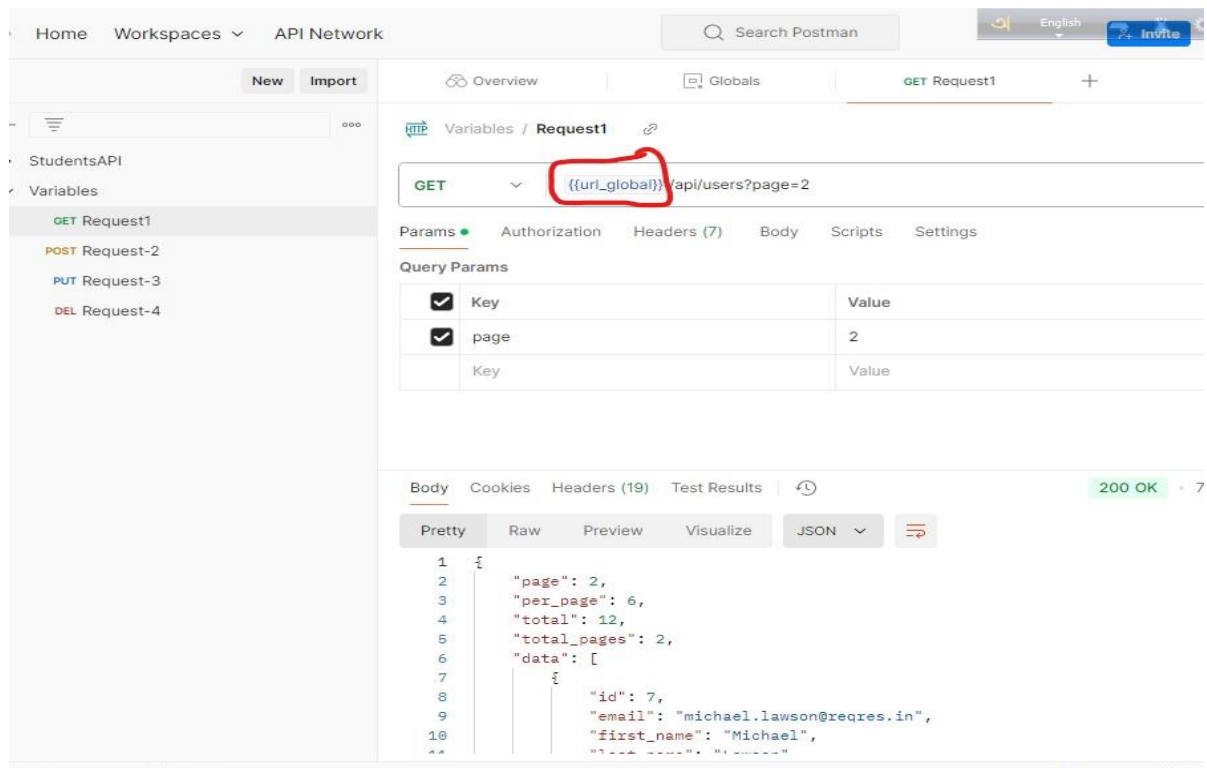 Home Workspaces API Network Search Postman অ English Invite
New Import Overview Globals GET Request1
HTTP Variables / Request1
StudentsAPI
Variables
GET Request1
POST Request-2
PUT Request-3
DEL Request-4
GET {{url_global}}/api/users?page=2
Params Authorization Headers (7) Body Scripts Settings
Query Params
Key Value
page 2
Key Value
Body Cookies Headers (19) Test Results 200 OK 7
Pretty Raw Preview Visualize JSON
1 {
2 "page": 2,
3 "per_page": 6,
4 "total": 12,
5 "total_pages": 2,
6 "data": [
7 {
8 "id": 7,
9 "email": "michael.lawson@reqres.in",
10 "first_name": "Michael",